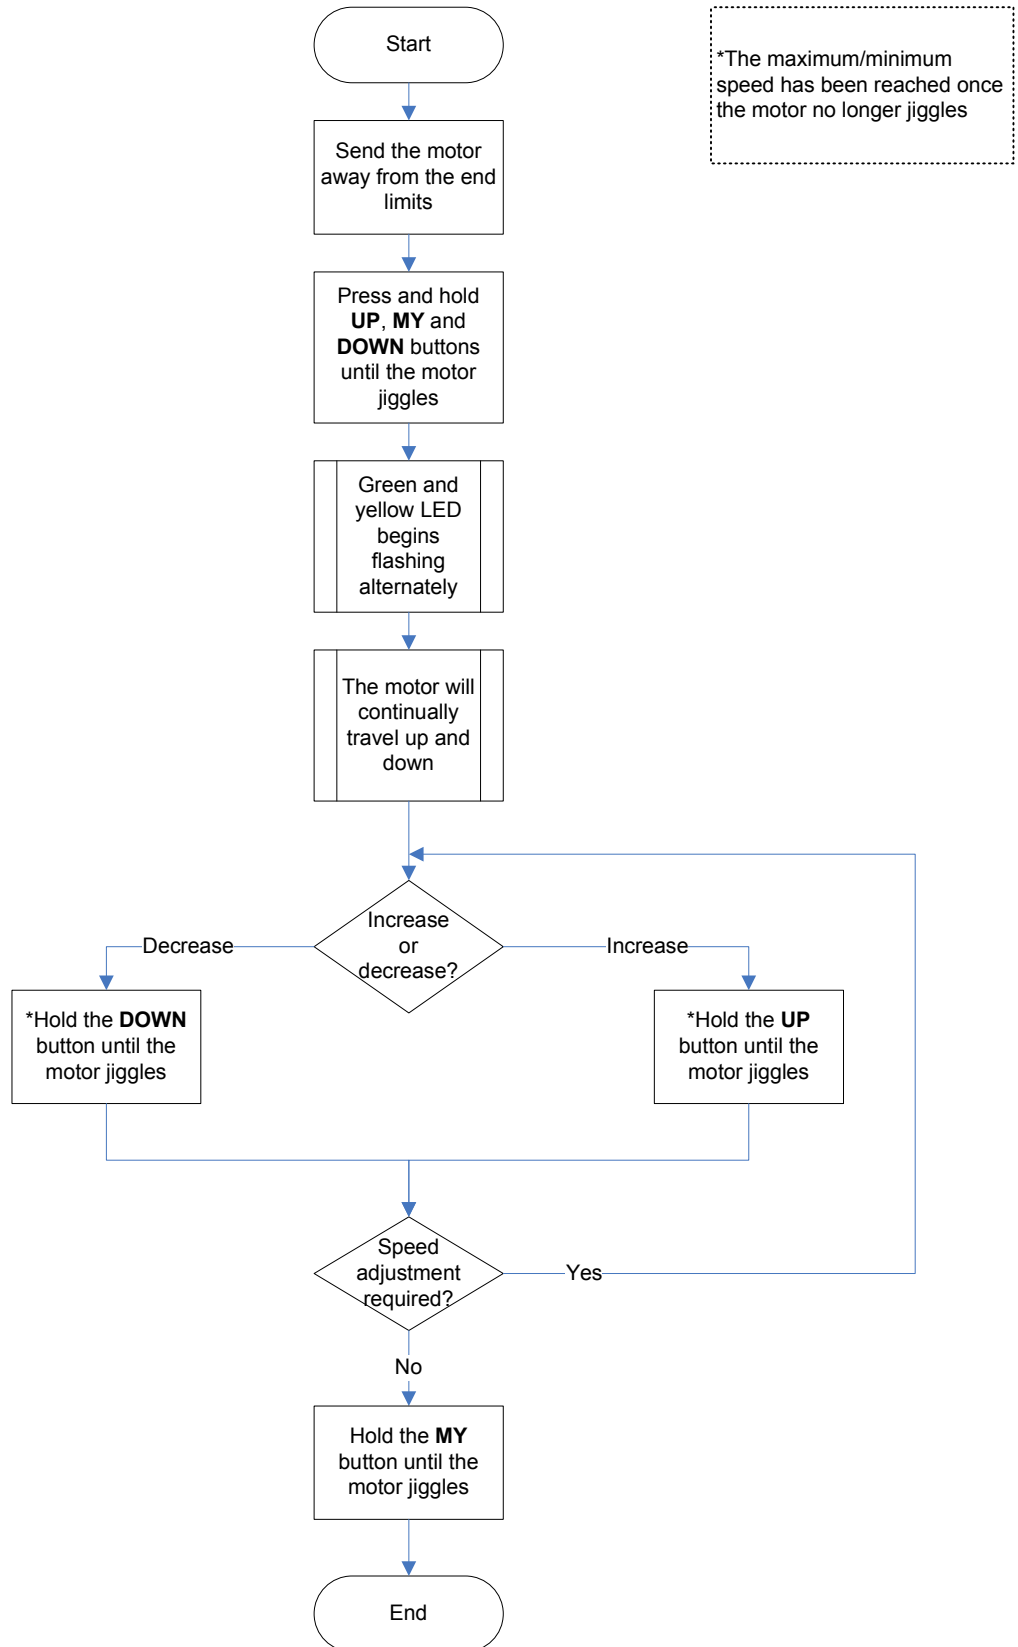 Start
*The maximum/minimum
speed has been reached once
the motor no longer jiggles
Send the motor
away from the end
limits
Press and hold
UP, MY and
DOWN buttons
until the motor
jiggles
Green and
yellow LED
begins
flashing
alternately
The motor will
continually
travel up and
down
Increase
or
decrease?
Decrease
Increase
*Hold the DOWN
button until the
motor jiggles
*Hold the UP
button until the
motor jiggles
Speed
adjustment
required?
Yes
No
Hold the MY
button until the
motor jiggles
End